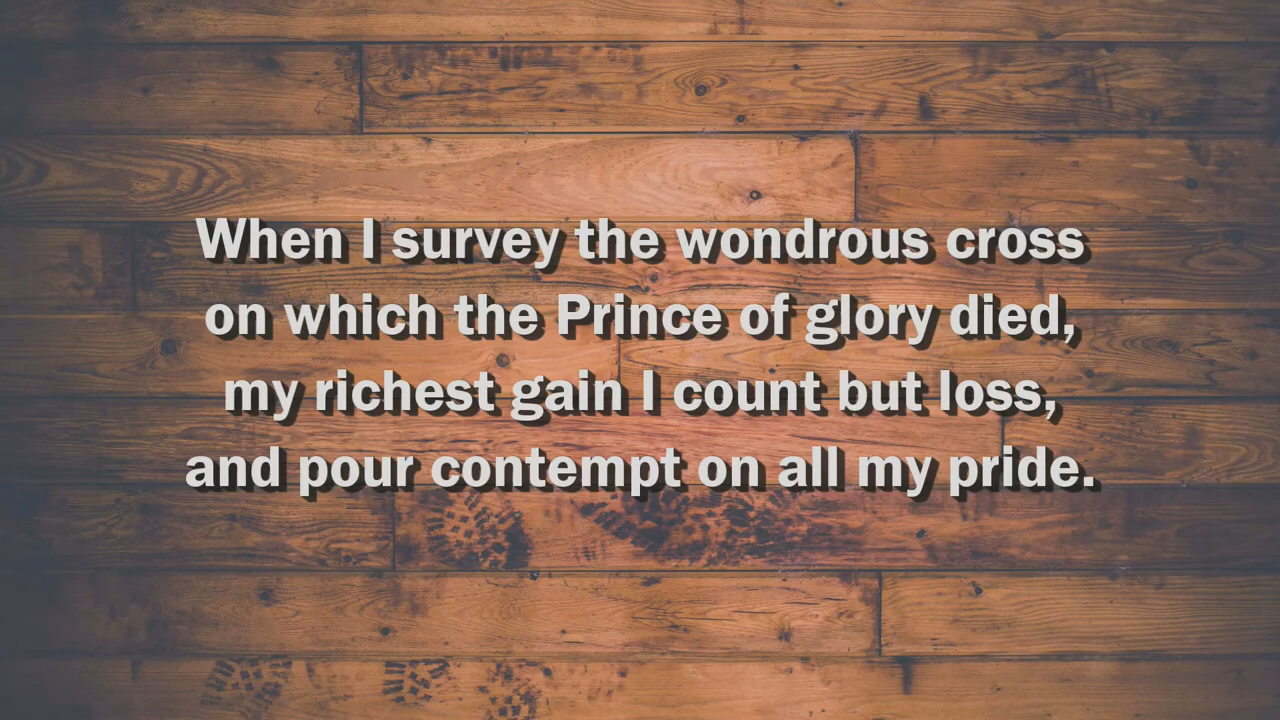 When I survey the wondrous cross
on which the Prince of glory died,
my richest gain I count but loss,
and pour contempt on all my pride.